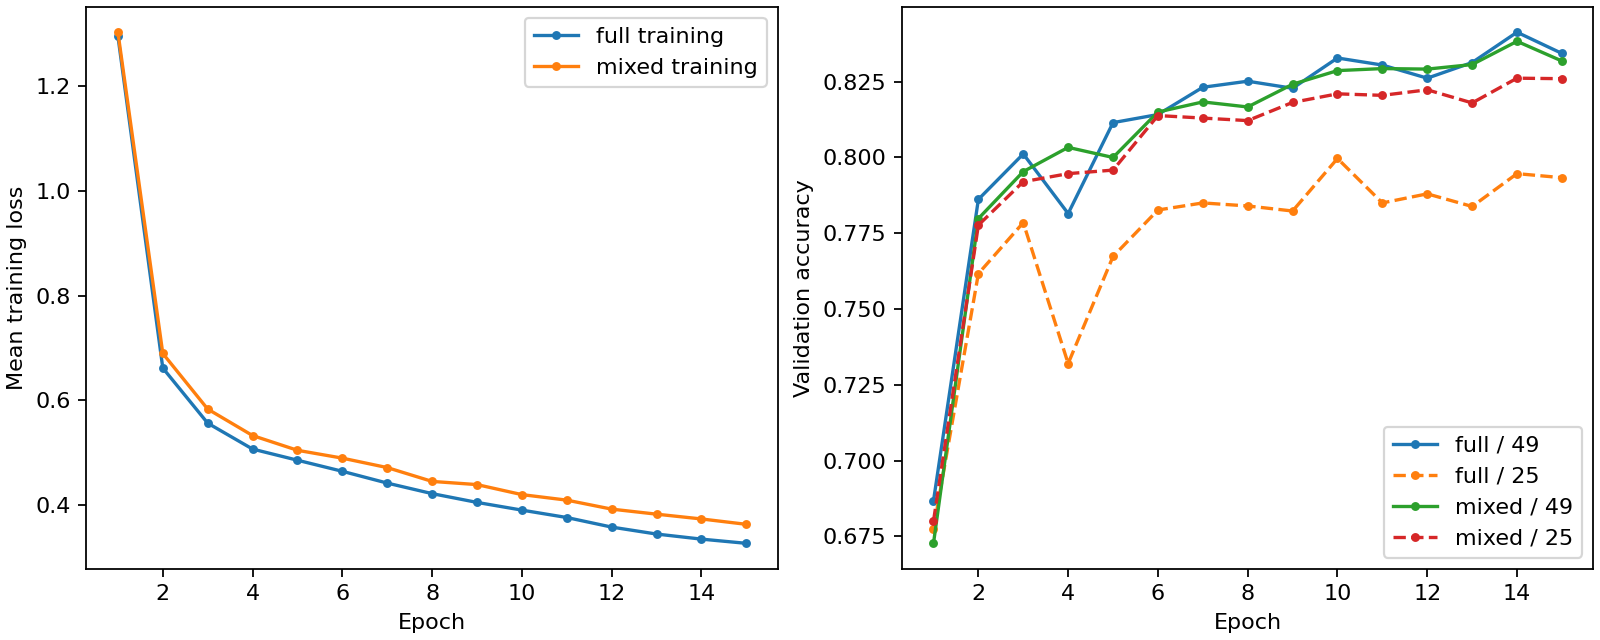 Mean training loss
1.2
1.0
0.8
0.6
0.4
2 4 6 8 10 12 14
Epoch
full training
mixed training
Validation accuracy
0.825
0.800
0.775
0.750
0.725
0.700
0.675
2 4 6 8 10 12 14
Epoch
full / 49
full / 25
mixed / 49
mixed / 25